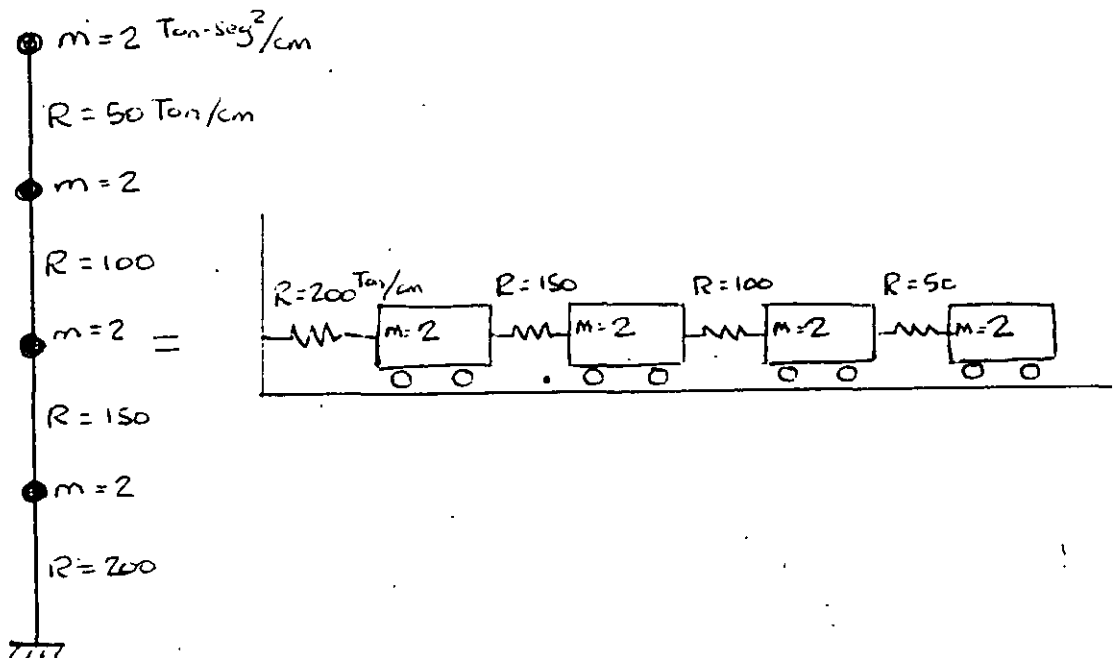 m = 2 Ton-seg²/cm
R = 50 Ton/cm
m = 2
R = 100
m = 2 =
R = 150
m = 2
R = 200
R=200 Ton/cm R=150 R=100 R=50
m=2 m=2 m=2 m=2